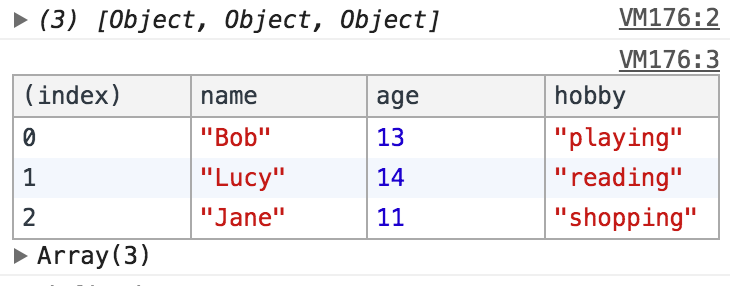 (3) [Object, Object, Object] VM176:2
VM176:3
(index) name age hobby
0 "Bob" 13 "playing"
1 "Lucy" 14 "reading"
2 "Jane" 11 "shopping"
Array(3)